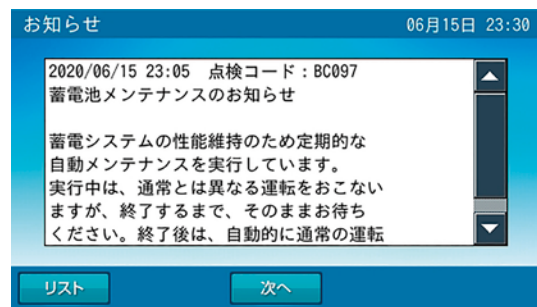 お知らせ 06月15日 23:30
2020/06/15 23:05 点検コード:BC097
蓄電池メンテナンスのお知らせ
蓄電システムの性能維持のため定期的な
自動メンテナンスを実行しています。
実行中は、通常とは異なる運転をおこない
ますが、終了するまで、そのままお待ち
ください。終了後は、自動的に通常の運転
リスト 次へ